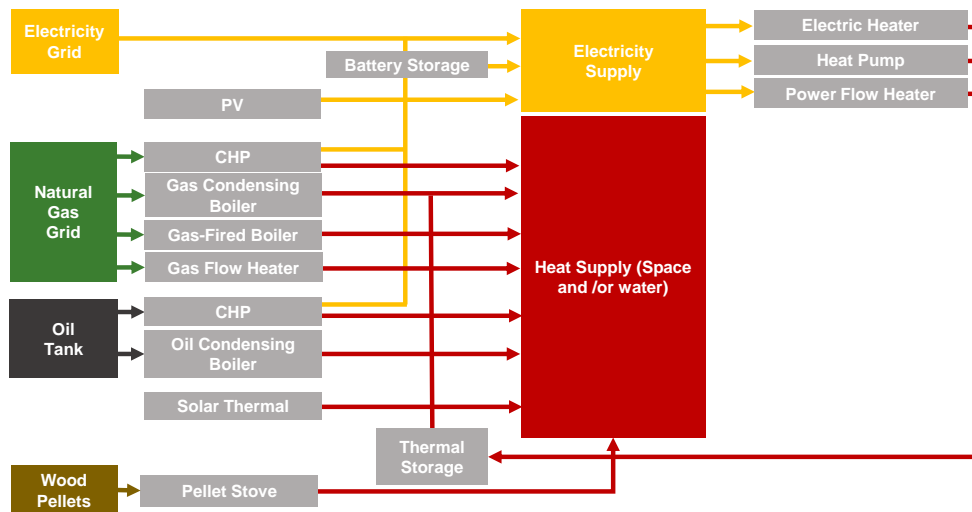 Electricity
Grid
Electricity
Supply
Electric Heater
Heat Pump
Power Flow Heater
Battery Storage
PV
Natural
Gas
Grid
CHP
Gas Condensing
Boiler
Gas-Fired Boiler
Gas Flow Heater
Heat Supply (Space
and /or water)
Oil
Tank
CHP
Oil Condensing
Boiler
Solar Thermal
Thermal
Storage
Wood
Pellets
Pellet Stove